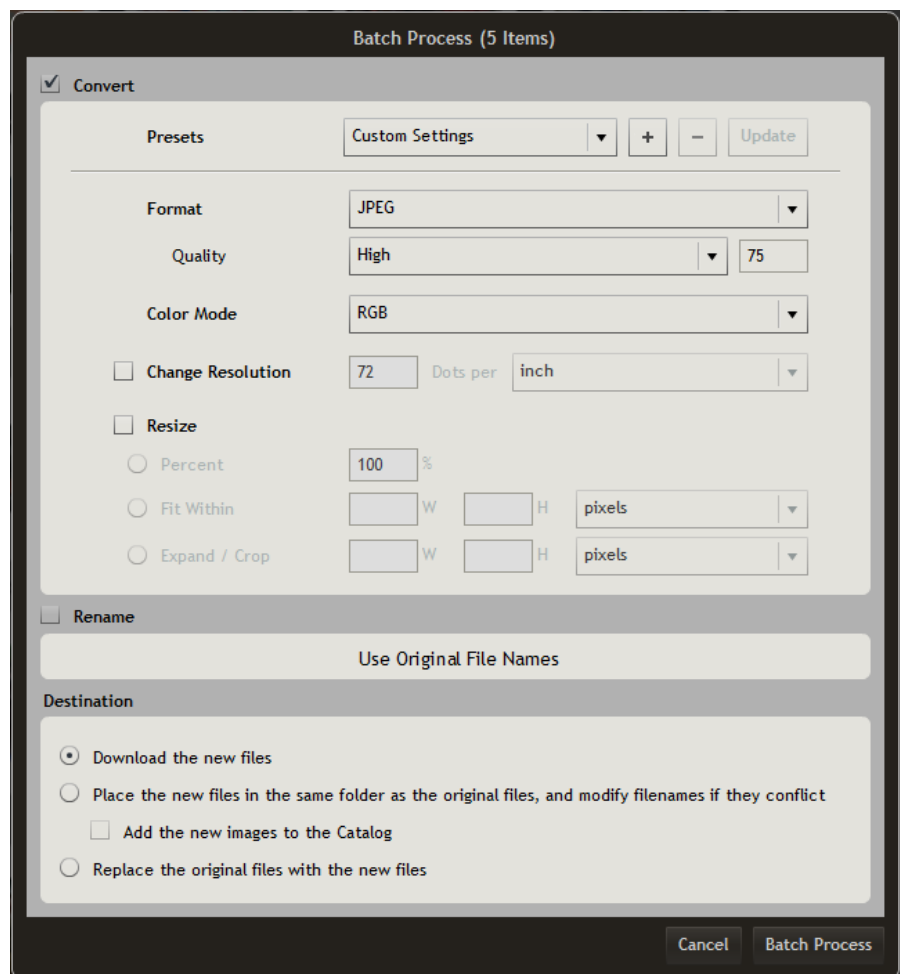 Batch Process (5 Items)
Convert
Presets Custom Settings + − Update
Format JPEG
Quality High 75
Color Mode RGB
Change Resolution 72 Dots per inch
Resize
Percent 100 %
Fit Within W H pixels
Expand / Crop W H pixels
Rename
Use Original File Names
Destination
Download the new files
Place the new files in the same folder as the original files, and modify filenames if they conflict
Add the new images to the Catalog
Replace the original files with the new files
Cancel Batch Process